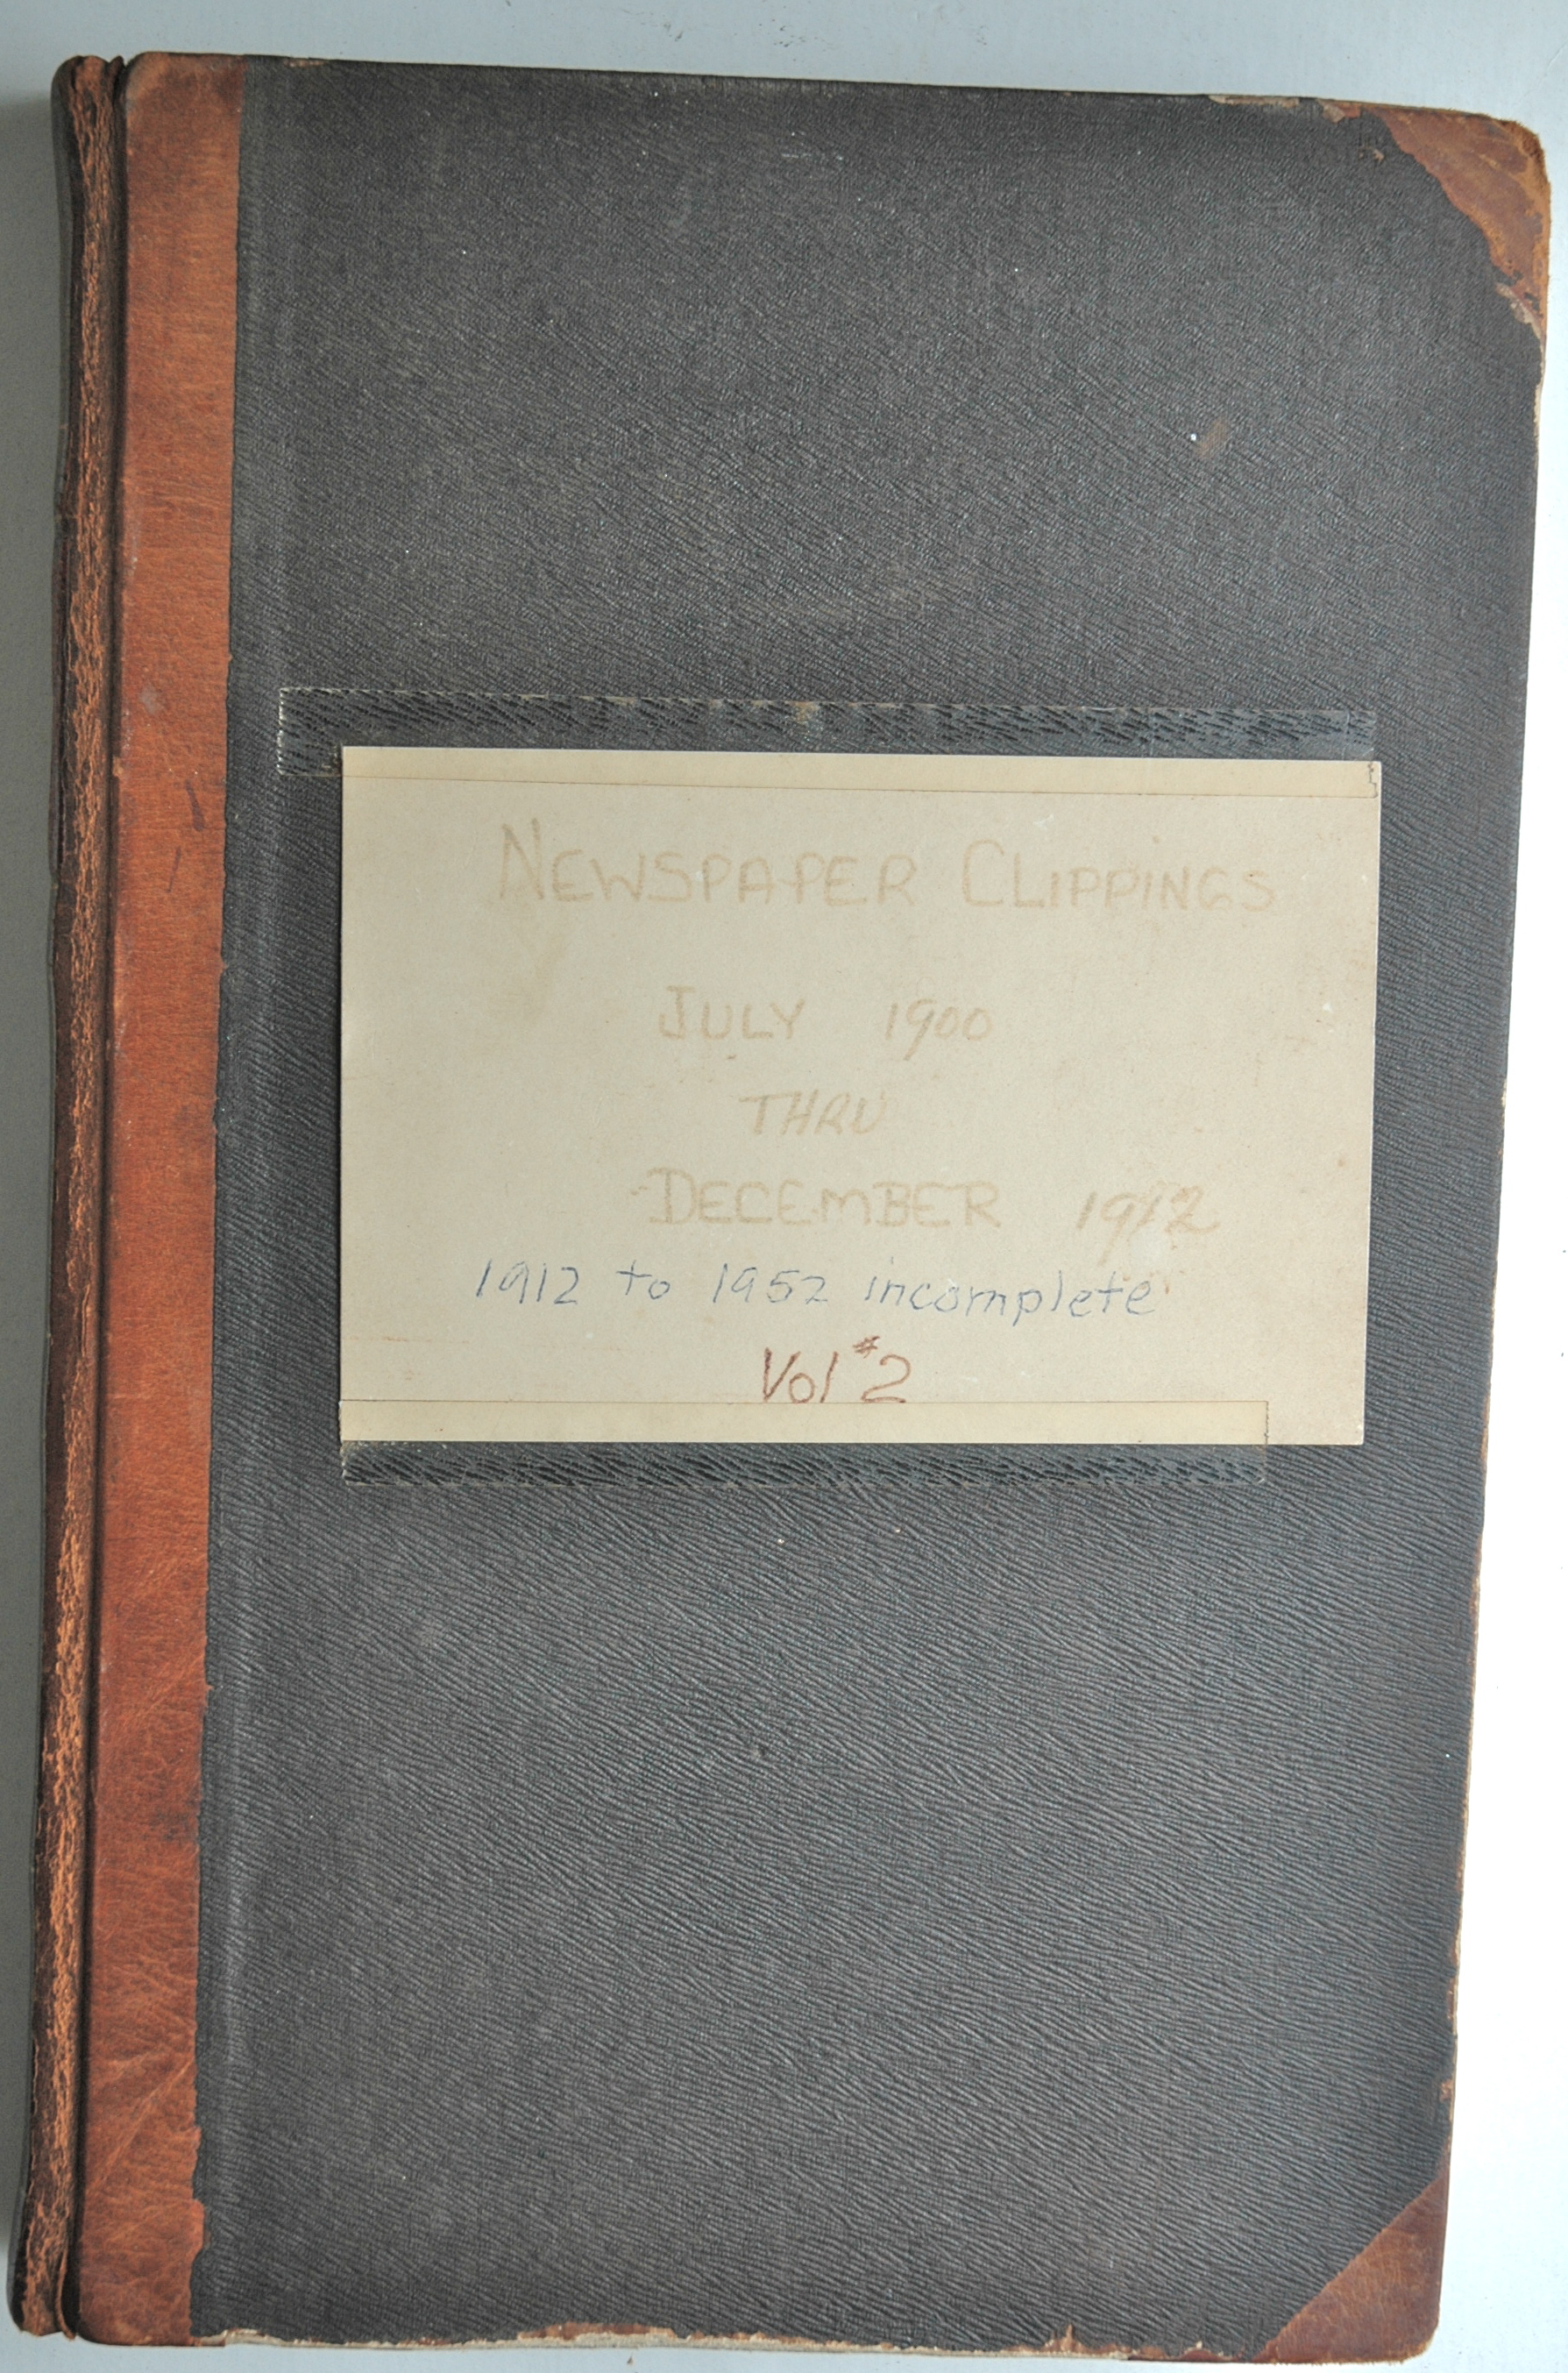 NEWSPAPER CLIPPINGS
JULY 1900
THRU
DECEMBER 1912
1912 to 1952 incomplete
Vol #2